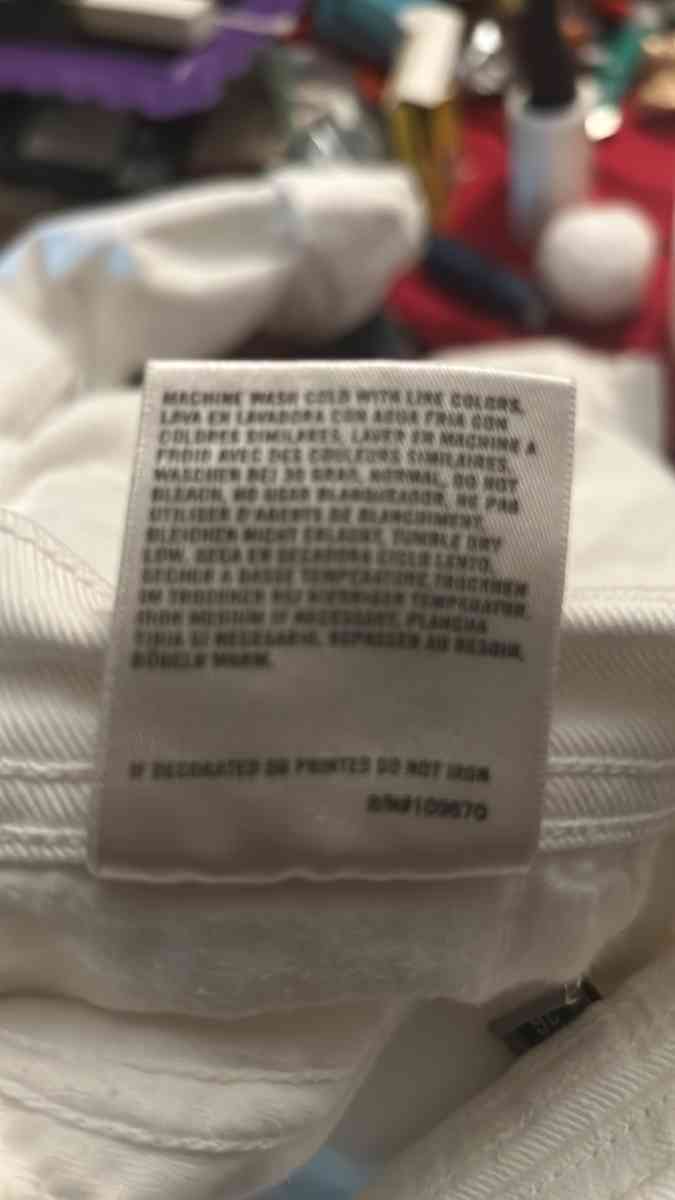 MACHINE WASH COLD WITH LIKE COLORS,
LAVA EN LAVADORA CON AGUA FRIA CON
COLORES SIMILARES, LAVER EN MACHINE A
FROID AVEC DES COULEURS SIMILAIRES,
WASCHEN BEI 30 GRAD, NORMAL, DO NOT
BLEACH, NO USAR BLANQUEADOR, NE PAS
UTILISER D'AGENTS DE BLANCHIMENT,
BLEICHEN NICHT ERLAUBT, TUMBLE DRY
LOW, SECA EN SECADORA CICLO LENTO,
SECHER A BASSE TEMPERATURE, TROCKNEN
IM TROCKNER BEI NIEDRIGER TEMPERATUR,
IRON MEDIUM IF NECESSARY, PLANCHA
TIBIA SI NECESARIO, REPASSER AU BESOIN,
BÜGELN WARM.
IF DECORATED OR PRINTED DO NOT IRON
109670